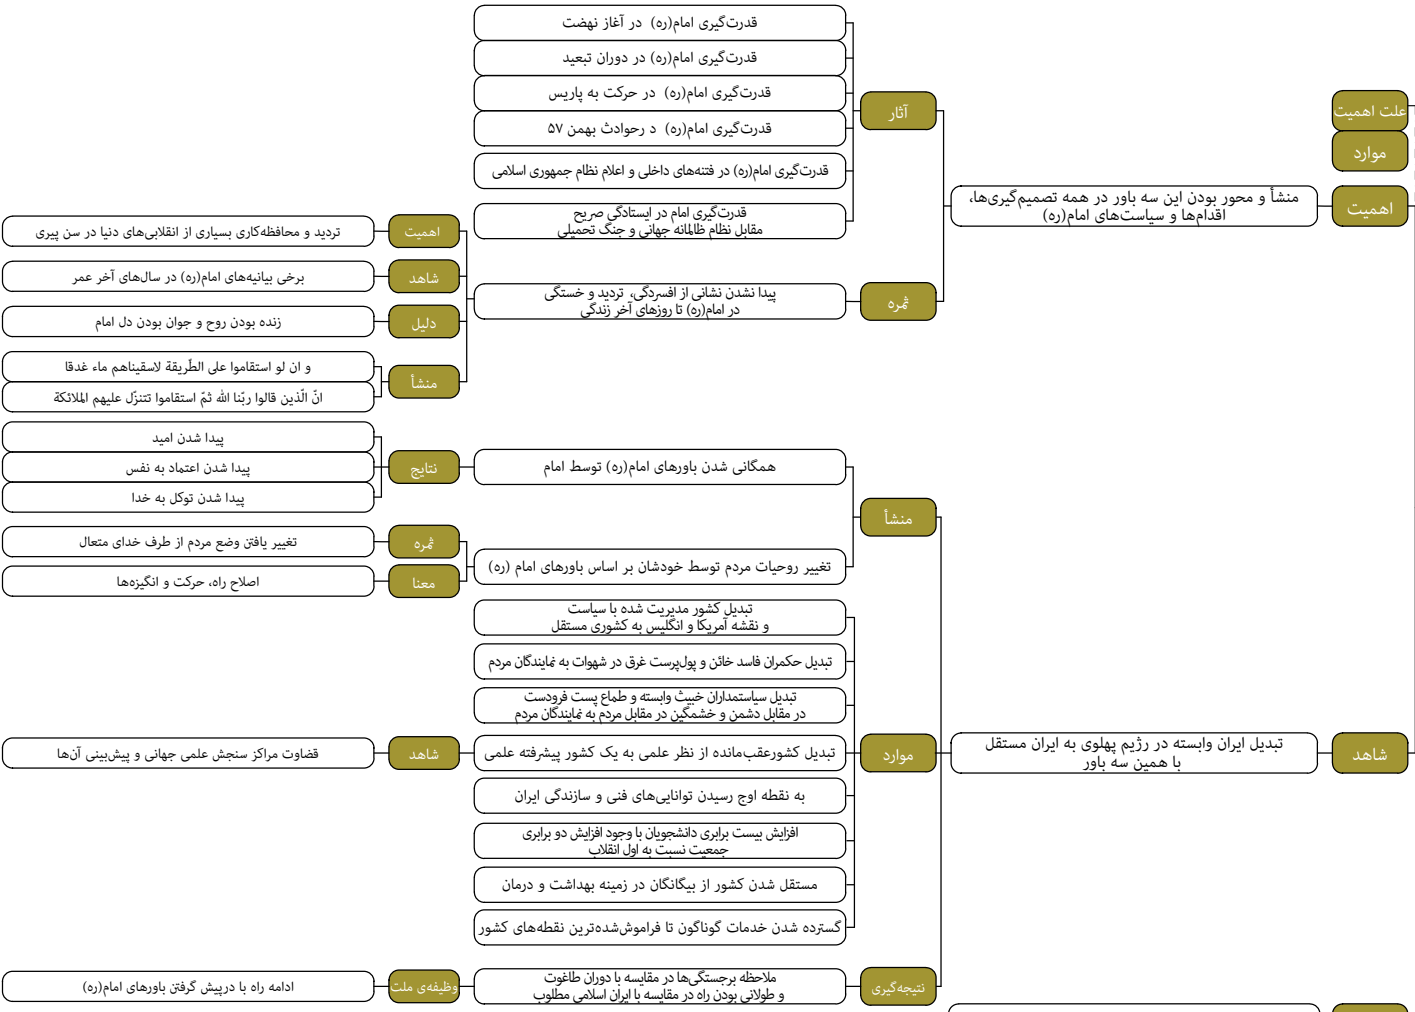 علت اهمیت
موارد
اهمیت
منشأ و محور بودن این سه باور در همه تصمیم‌گیری‌ها،
اقدام‌ها و سیاست‌های امام(ره)
آثار
قدرت‌گیری امام(ره) در آغاز نهضت
قدرت‌گیری امام(ره) در دوران تبعید
قدرت‌گیری امام(ره) در حرکت به پاریس
قدرت‌گیری امام(ره) د رحوادث بهمن ۵۷
قدرت‌گیری امام(ره) در فتنه‌های داخلی و اعلام نظام جمهوری اسلامی
قدرت‌گیری امام در ایستادگی صریح
مقابل نظام ظالمانه جهانی و جنگ تحمیلی
ثمره
پیدا نشدن نشانی از افسردگی، تردید و خستگی
در امام(ره) تا روزهای آخر زندگی
اهمیت
تردید و محافظه‌کاری بسیاری از انقلابی‌های دنیا در سن پیری
شاهد
برخی بیانیه‌های امام(ره) در سال‌های آخر عمر
دلیل
زنده بودن روح و جوان بودن دل امام
منشأ
و ان لو استقاموا علی الطّریقة لاسقیناهم ماء غدقا
انّ الّذین قالوا ربّنا الله ثمّ استقاموا تتنزّل علیهم الملائکة
شاهد
تبدیل ایران وابسته در رژیم پهلوی به ایران مستقل
با همین سه باور
منشأ
همگانی شدن باورهای امام(ره) توسط امام
نتایج
پیدا شدن امید
پیدا شدن اعتماد به نفس
پیدا شدن توکل به خدا
تغییر روحیات مردم توسط خودشان بر اساس باورهای امام (ره)
ثمره
تغییر یافتن وضع مردم از طرف خدای متعال
معنا
اصلاح راه، حرکت و انگیزه‌ها
موارد
تبدیل کشور مدیریت شده با سیاست
و نقشه آمریکا و انگلیس به کشوری مستقل
تبدیل حکمران فاسد خائن و پول‌پرست غرق در شهوات به نمایندگان مردم
تبدیل سیاستمداران خبیث وابسته و طماع پست فرودست
در مقابل دشمن و خشمگین در مقابل مردم به نمایندگان مردم
تبدیل کشورعقب‌مانده از نظر علمی به یک کشور پیشرفته علمی
شاهد
قضاوت مراکز سنجش علمی جهانی و پیش‌بینی آن‌ها
به نقطه اوج رسیدن توانایی‌های فنی و سازندگی ایران
افزایش بیست برابری دانشجویان با وجود افزایش دو برابری
جمعیت نسبت به اول انقلاب
مستقل شدن کشور از بیگانگان در زمینه بهداشت و درمان
گسترده شدن خدمات گوناگون تا فراموش‌شده‌ترین نقطه‌های کشور
نتیجه‌گیری
ملاحظه برجستگی‌ها در مقایسه با دوران طاغوت
و طولانی بودن راه در مقایسه با ایران اسلامی مطلوب
وظیفه‌ی ملت
ادامه راه با درپیش گرفتن باورهای امام(ره)